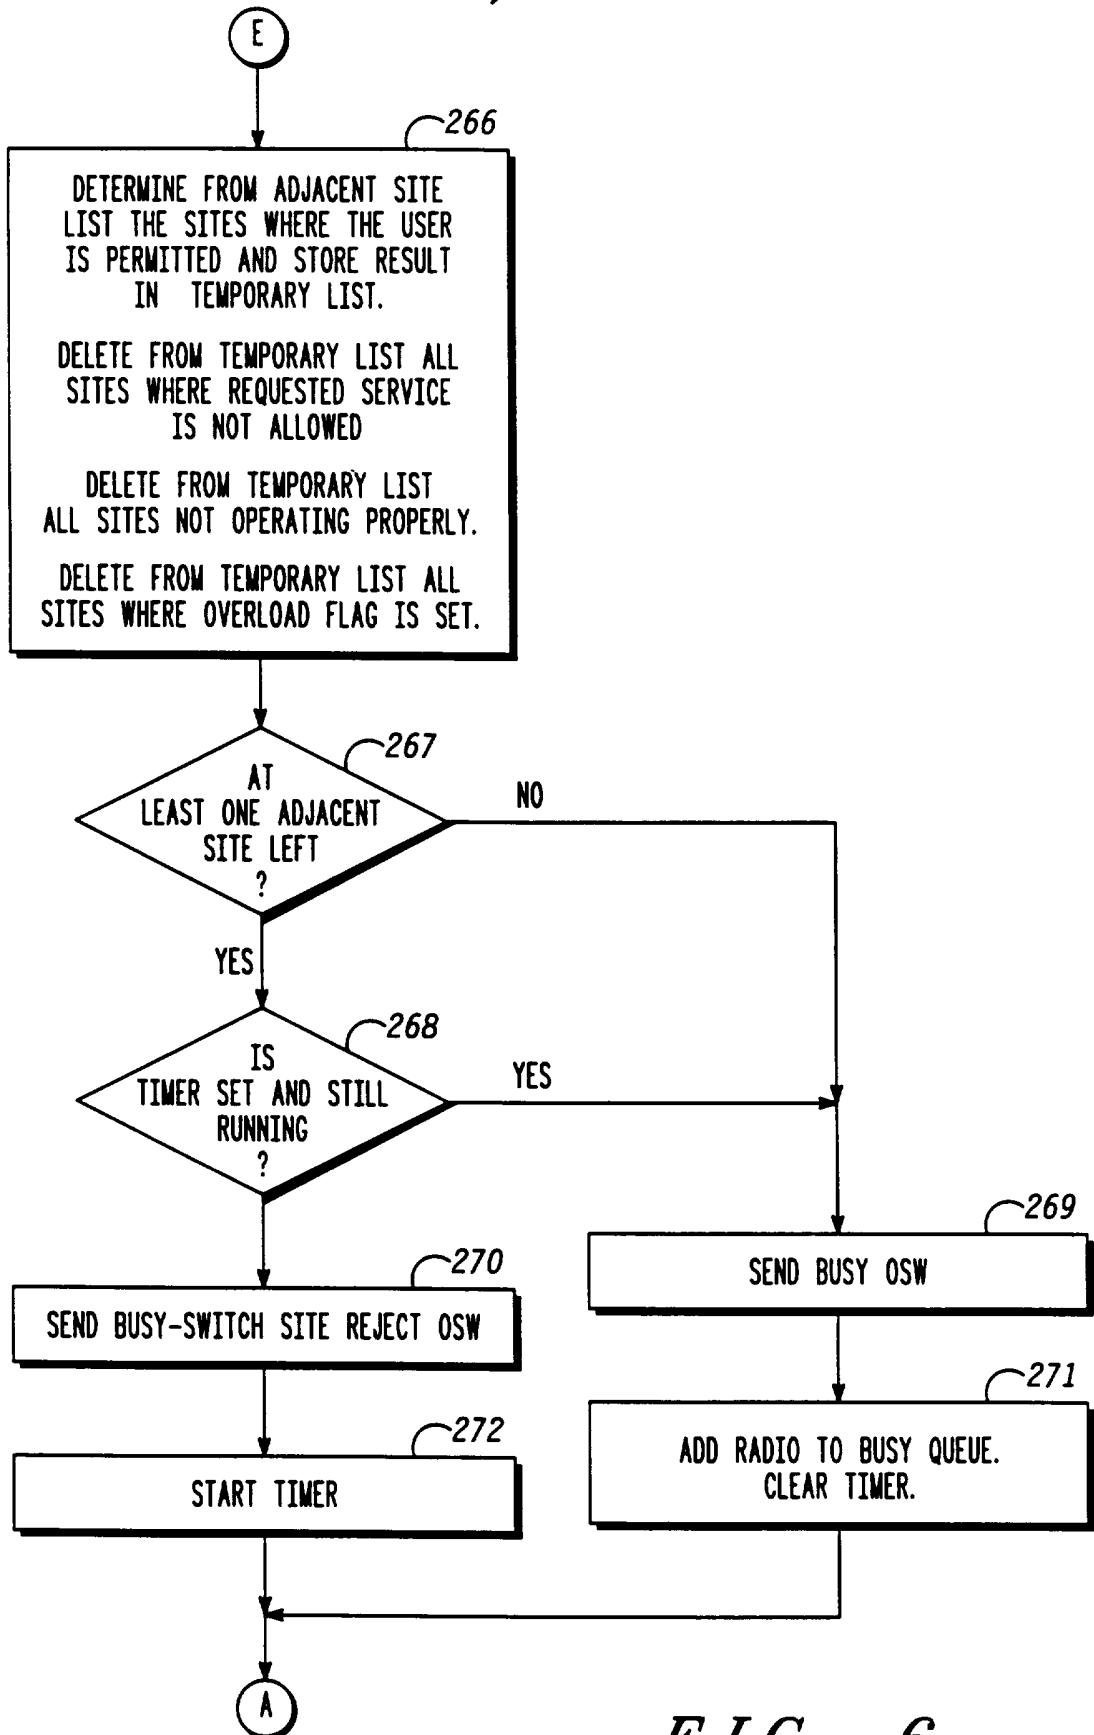 E
266
DETERMINE FROM ADJACENT SITE
LIST THE SITES WHERE THE USER
IS PERMITTED AND STORE RESULT
IN TEMPORARY LIST.
DELETE FROM TEMPORARY LIST ALL
SITES WHERE REQUESTED SERVICE
IS NOT ALLOWED
DELETE FROM TEMPORARY LIST
ALL SITES NOT OPERATING PROPERLY.
DELETE FROM TEMPORARY LIST ALL
SITES WHERE OVERLOAD FLAG IS SET.
267
AT
LEAST ONE ADJACENT
SITE LEFT
?
NO
YES
268
IS
TIMER SET AND STILL
RUNNING
?
YES
269
SEND BUSY OSW
270
SEND BUSY-SWITCH SITE REJECT OSW
271
ADD RADIO TO BUSY QUEUE.
CLEAR TIMER.
272
START TIMER
A
FIG. 6